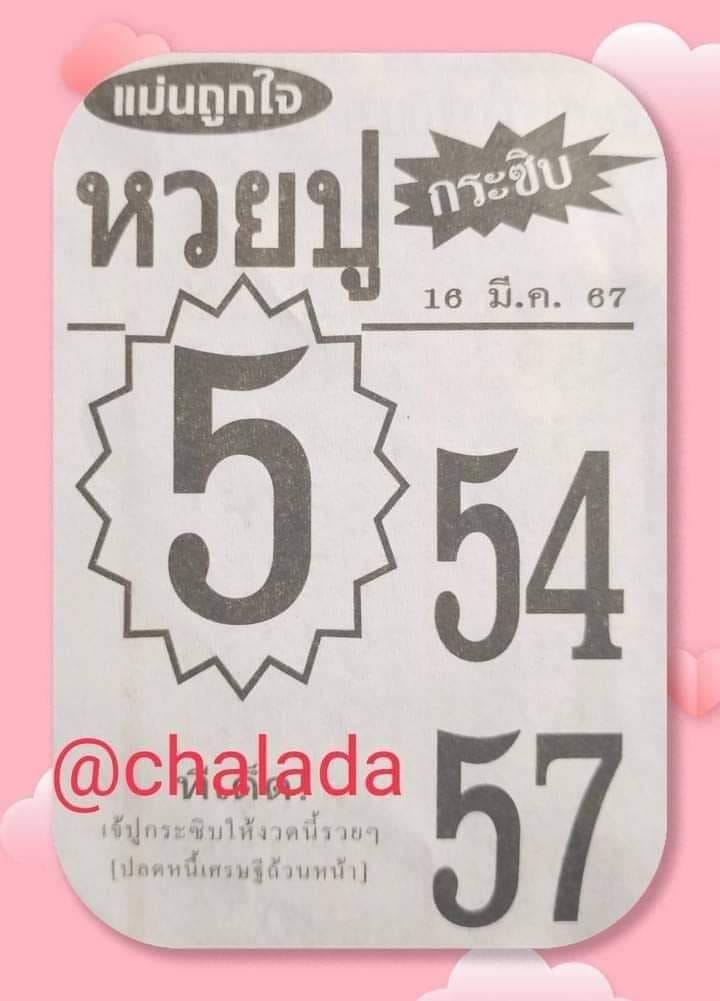 แม่นถูกใจ
หวยปู
กระซิบ
16 มี.ค. 67
5
54
@chalada
57
เจ้ปูกระซิบให้งวดนี้รวยๆ
[ปลดหนี้เศรษฐีถ้วนหน้า]